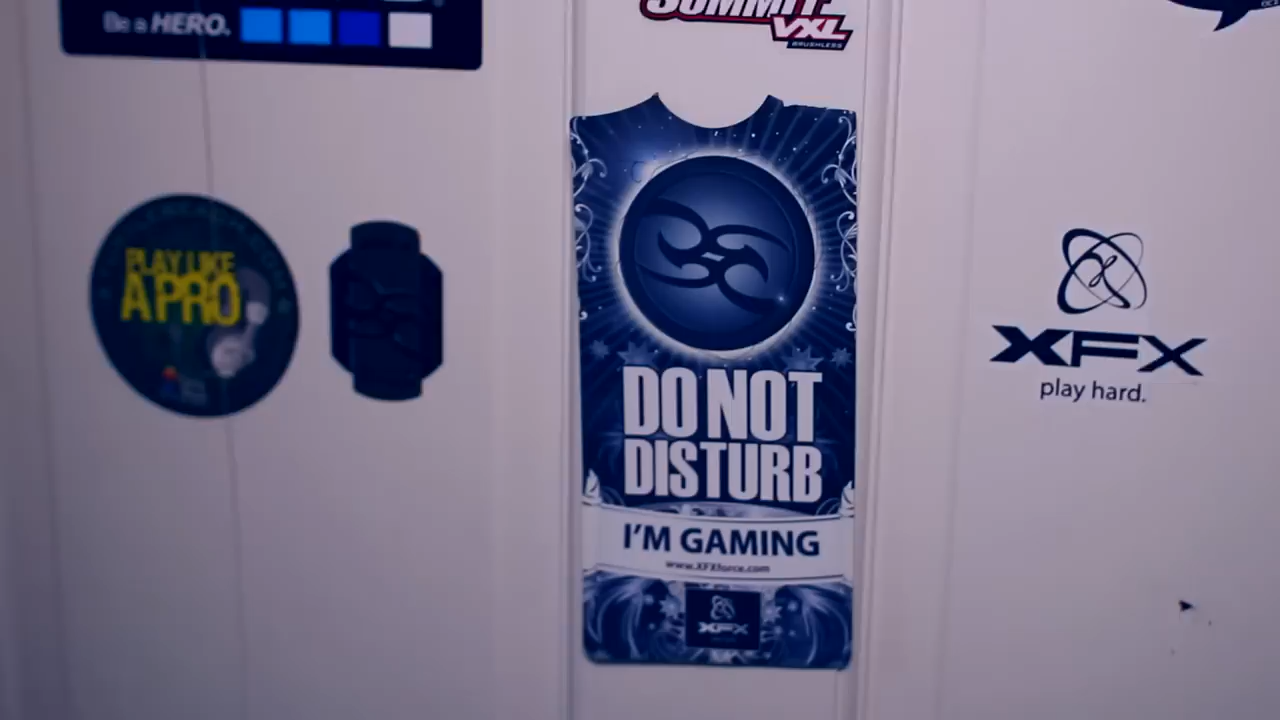 Be a HERO.
SUMMIT
VXL
BRUSHLESS
PLAY LIKE
A PRO
DO NOT
DISTURB
I'M GAMING
www.XFXforce.com
XFX
XFX
play hard.